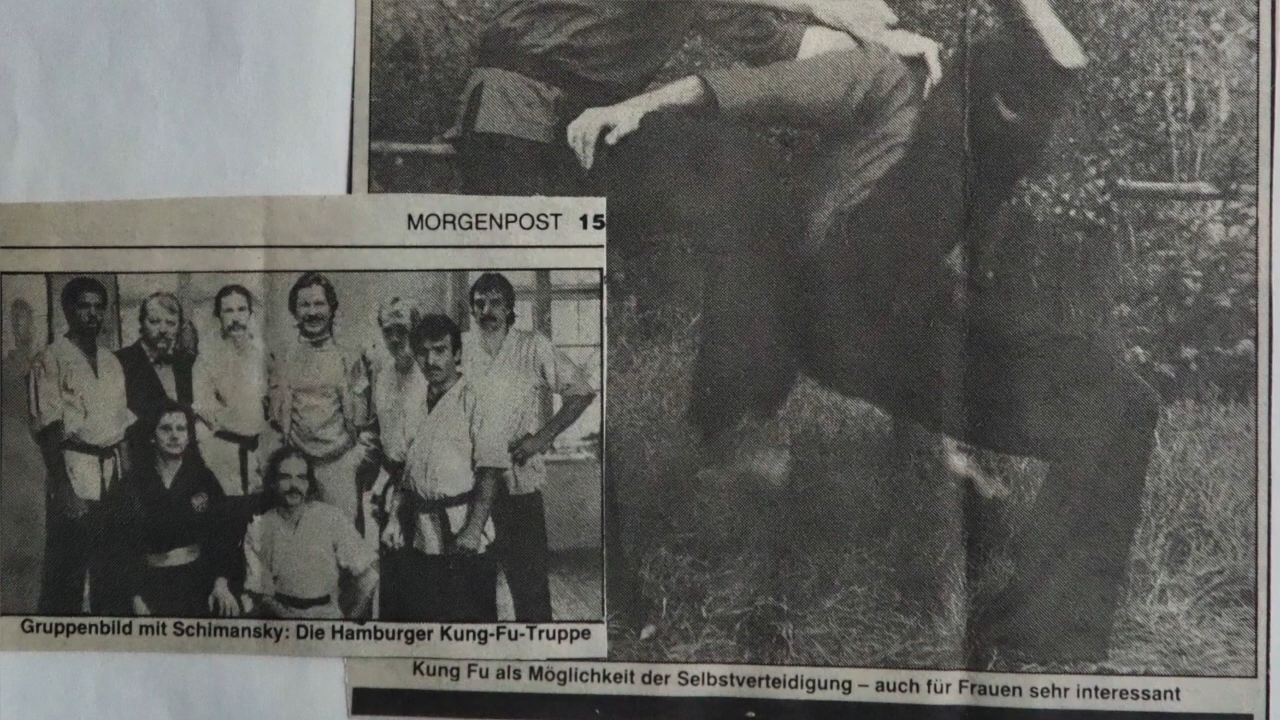 MORGENPOST 15
Gruppenbild mit Schimansky: Die Hamburger Kung-Fu-Truppe
Kung Fu als Möglichkeit der Selbstverteidigung – auch für Frauen sehr interessant